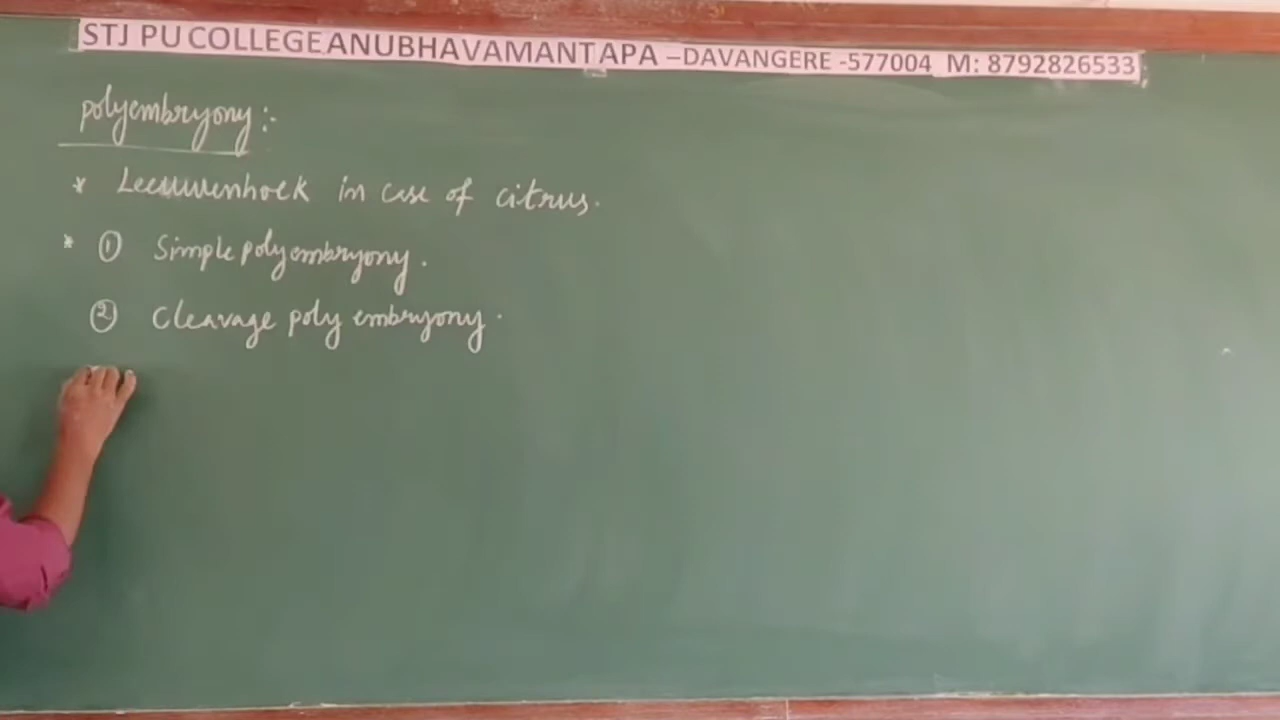 STJ PU COLLEGE ANUBHAVAMANTAPA –DAVANGERE -577004 M: 8792826533
polyembryony :-
* Leeuwenhoek in case of citrus.
* ① Simple polyembryony.
② Cleavage poly embryony.